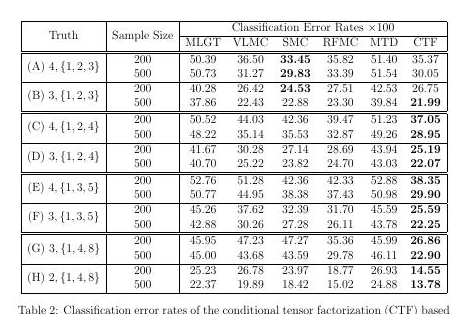 Truth Sample Size Classification Error Rates ×100
MLGT VLMC SMC RFMC MTD CTF
(A) 4, {1, 2, 3} 200 50.39 36.50 33.45 35.82 51.40 35.37
500 50.73 31.27 29.83 33.39 51.54 30.05
(B) 3, {1, 2, 3} 200 40.28 26.42 24.53 27.51 42.53 26.75
500 37.86 22.43 22.88 23.30 39.84 21.99
(C) 4, {1, 2, 4} 200 50.52 44.03 42.36 39.47 51.23 37.05
500 48.22 35.14 35.53 32.87 49.26 28.95
(D) 3, {1, 2, 4} 200 41.67 30.28 27.14 28.69 43.94 25.19
500 40.70 25.22 23.82 24.70 43.03 22.07
(E) 4, {1, 3, 5} 200 52.76 51.28 42.36 42.33 52.88 38.35
500 50.77 44.95 38.38 37.43 50.98 29.90
(F) 3, {1, 3, 5} 200 45.26 37.62 32.39 31.70 45.59 25.59
500 42.88 30.26 27.28 26.11 43.78 22.25
(G) 3, {1, 4, 8} 200 45.95 47.23 47.27 35.36 45.99 26.86
500 45.00 43.68 43.59 29.78 46.11 22.90
(H) 2, {1, 4, 8} 200 25.23 26.78 23.97 18.77 26.93 14.55
500 22.37 19.89 18.42 15.02 24.88 13.78
Table 2: Classification error rates of the conditional tensor factorization (CTF) based